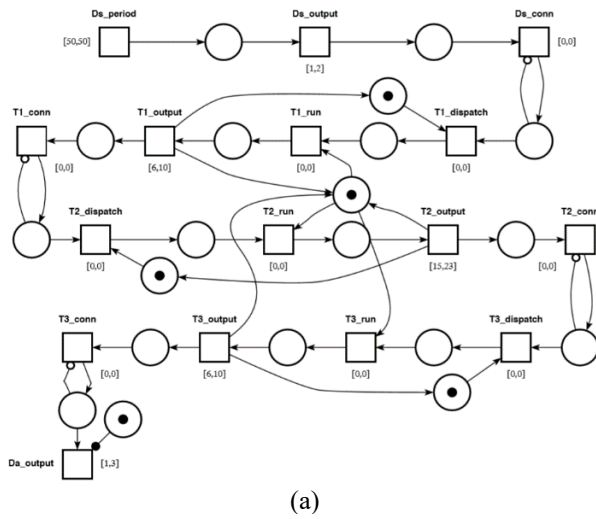 Ds_period Ds_output Ds_conn
[50,50] [1,2] [0,0]
T1_conn T1_output T1_run T1_dispatch
[0,0] [6,10] [0,0] [0,0]
T2_dispatch T2_run T2_output T2_conn
[0,0] [0,0] [15,23] [0,0]
T3_conn T3_output T3_run T3_dispatch
[0,0] [6,10] [0,0] [0,0]
Da_output [1,3]
(a)